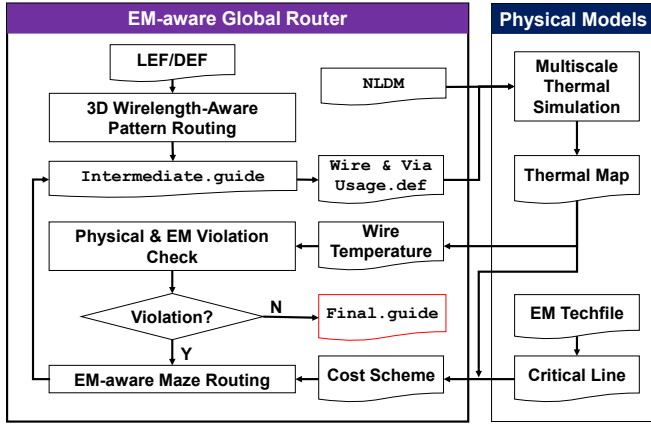 EM-aware Global Router
Physical Models
LEF/DEF
3D Wirelength-Aware
Pattern Routing
Intermediate.guide
NLDM
Wire & Via
Usage.def
Multiscale
Thermal
Simulation
Thermal Map
Physical & EM Violation
Check
Wire
Temperature
Violation?
N
Y
Final.guide
EM Techfile
EM-aware Maze Routing
Cost Scheme
Critical Line